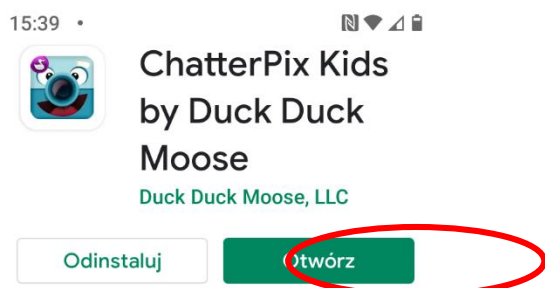 15:39
ChatterPix Kids
by Duck Duck
Moose
Duck Duck Moose, LLC
Odinstaluj
Otwórz